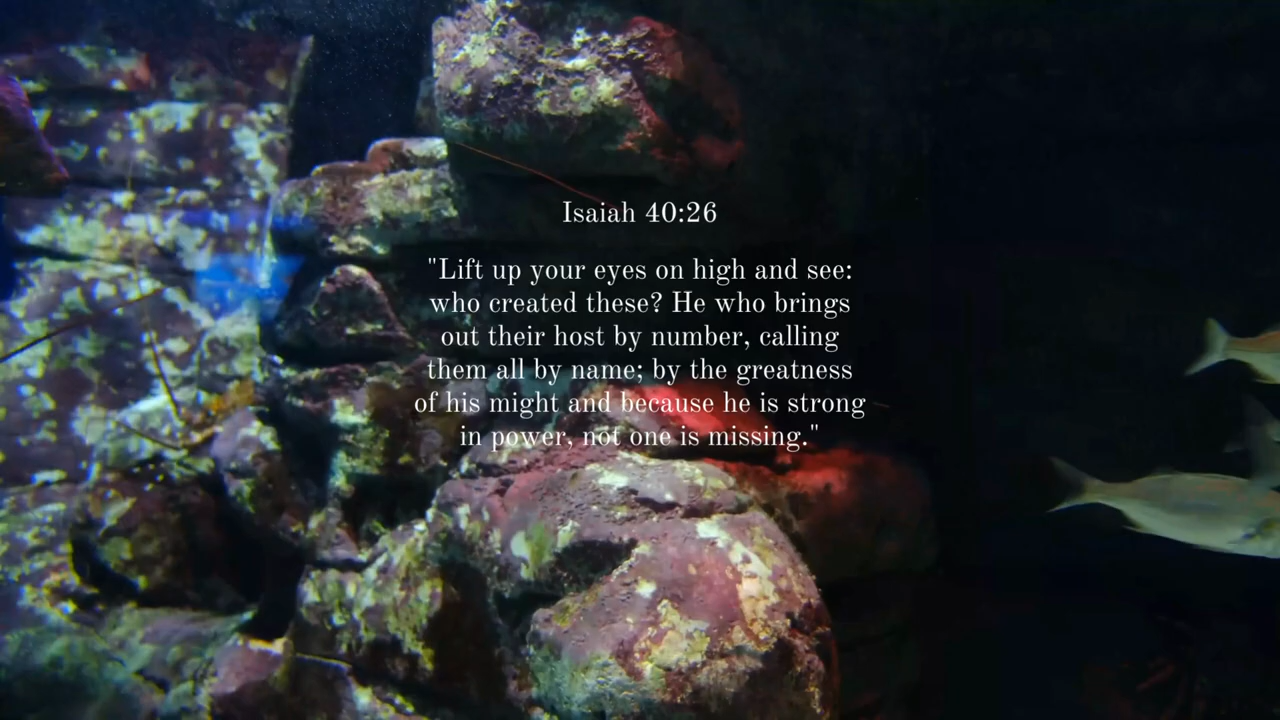 Isaiah 40:26
"Lift up your eyes on high and see:
who created these? He who brings
out their host by number, calling
them all by name; by the greatness
of his might and because he is strong
in power, not one is missing."